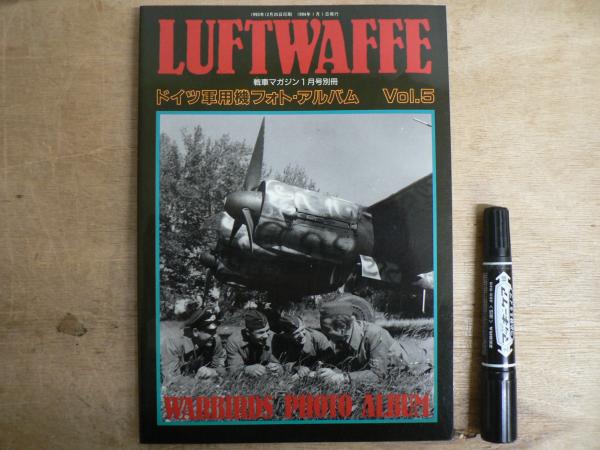 1993年12月25日印刷 1994年1月1日発行
LUFTWAFFE
戦車マガジン1月号別冊
ドイツ軍用機フォト・アルバム Vol.5
WARBIRDS PHOTO ALBUM